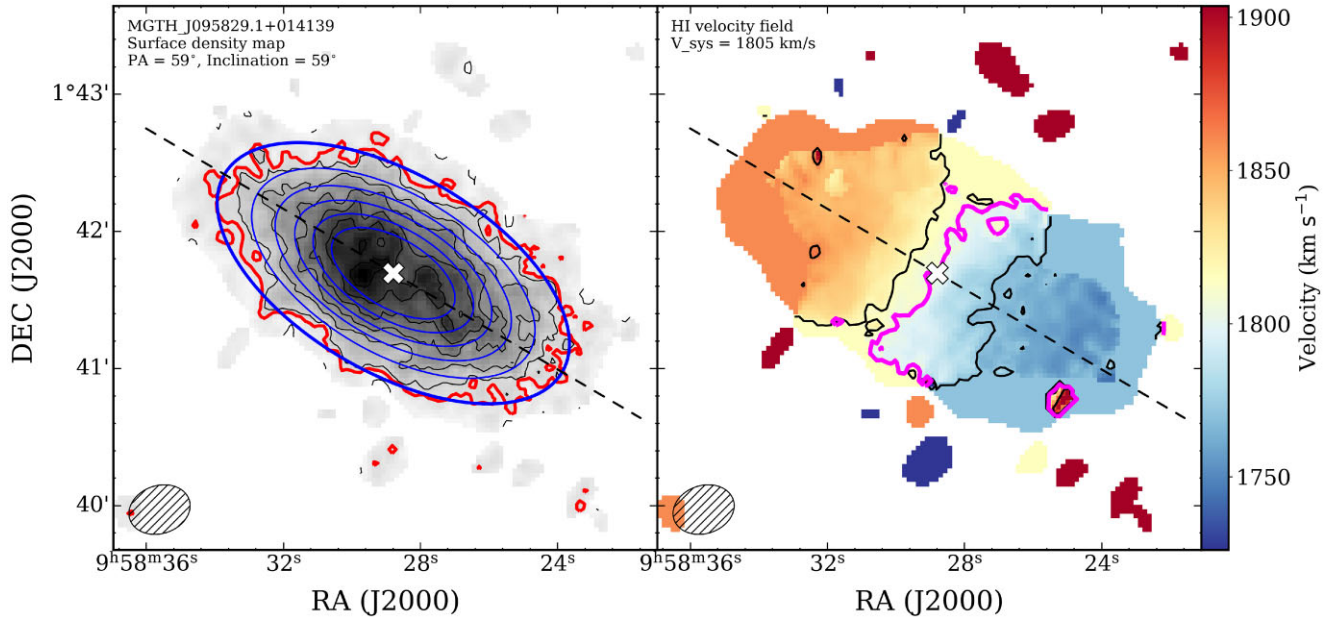 MGTH_J095829.1+014139
Surface density map
PA = 59°, Inclination = 59°
HI velocity field
V_sys = 1805 km/s
1°43'
42'
41'
40'
DEC (J2000)
9ʰ58ᵐ36ˢ
32ˢ
28ˢ
24ˢ
32ˢ
28ˢ
24ˢ
RA (J2000)
RA (J2000)
1900
1850
1800
1750
Velocity (km s⁻¹)